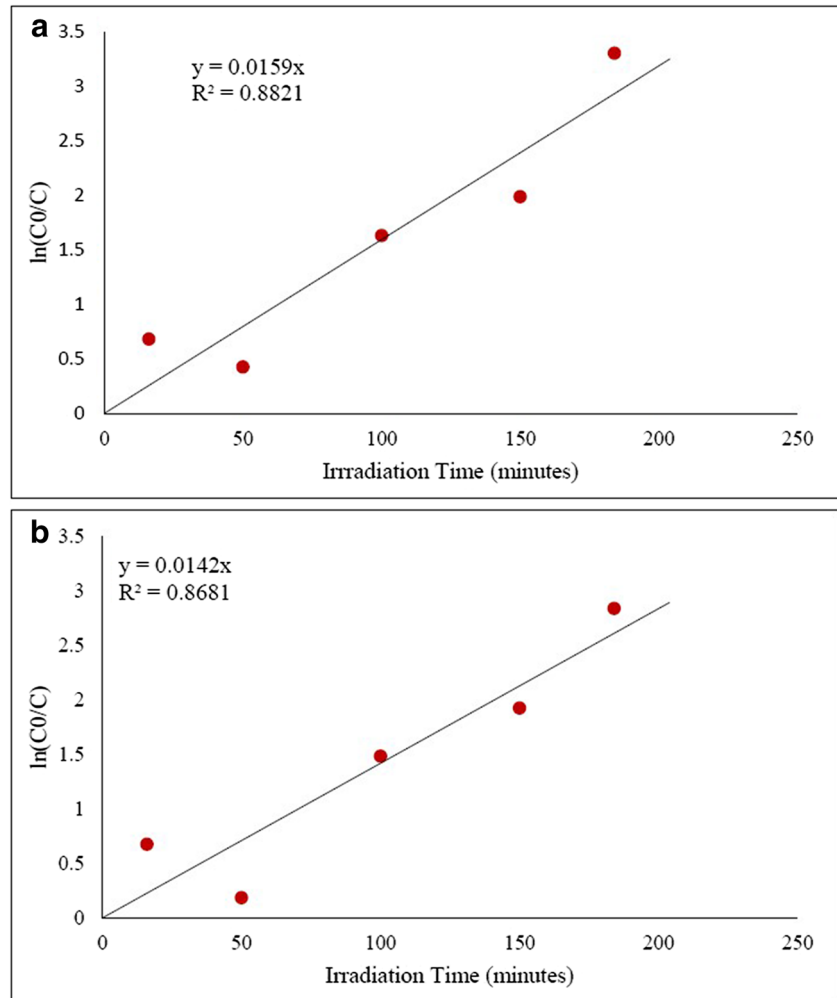 a
y = 0.0159x
R² = 0.8821
3.5
3
2.5
2
1.5
1
0.5
0
ln(C0/C)
0 50 100 150 200 250
Irrradiation Time (minutes)
b
y = 0.0142x
R² = 0.8681
3.5
3
2.5
2
1.5
1
0.5
0
ln(C0/C)
0 50 100 150 200 250
Irradiation Time (minutes)